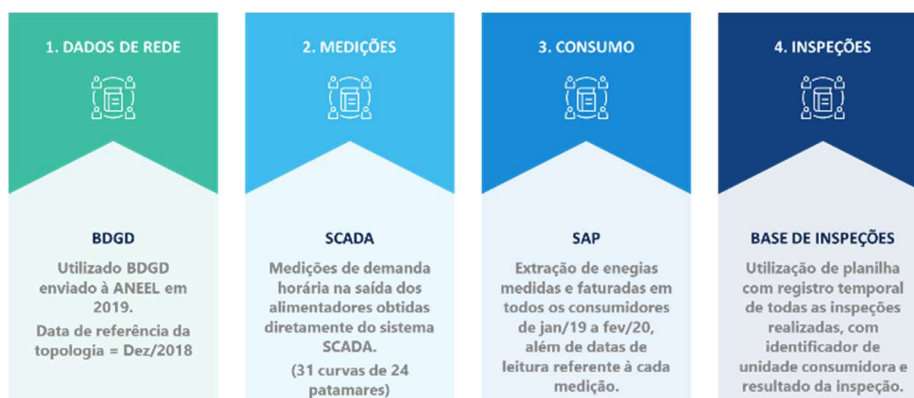 1. DADOS DE REDE
BDGD
Utilizado BDGD
enviado à ANEEL em
2019.
Data de referência da
topologia = Dez/2018
2. MEDIÇÕES
SCADA
Medições de demanda
horária na saída dos
alimentadores obtidas
diretamente do sistema
SCADA.
(31 curvas de 24
patamares)
3. CONSUMO
SAP
Extração de enegias
medidas e faturadas em
todos os consumidores
de jan/19 a fev/20,
além de datas de
leitura referente à cada
medição.
4. INSPEÇÕES
BASE DE INSPEÇÕES
Utilização de planilha
com registro temporal
de todas as inspeções
realizadas, com
identificador de
unidade consumidora e
resultado da inspeção.